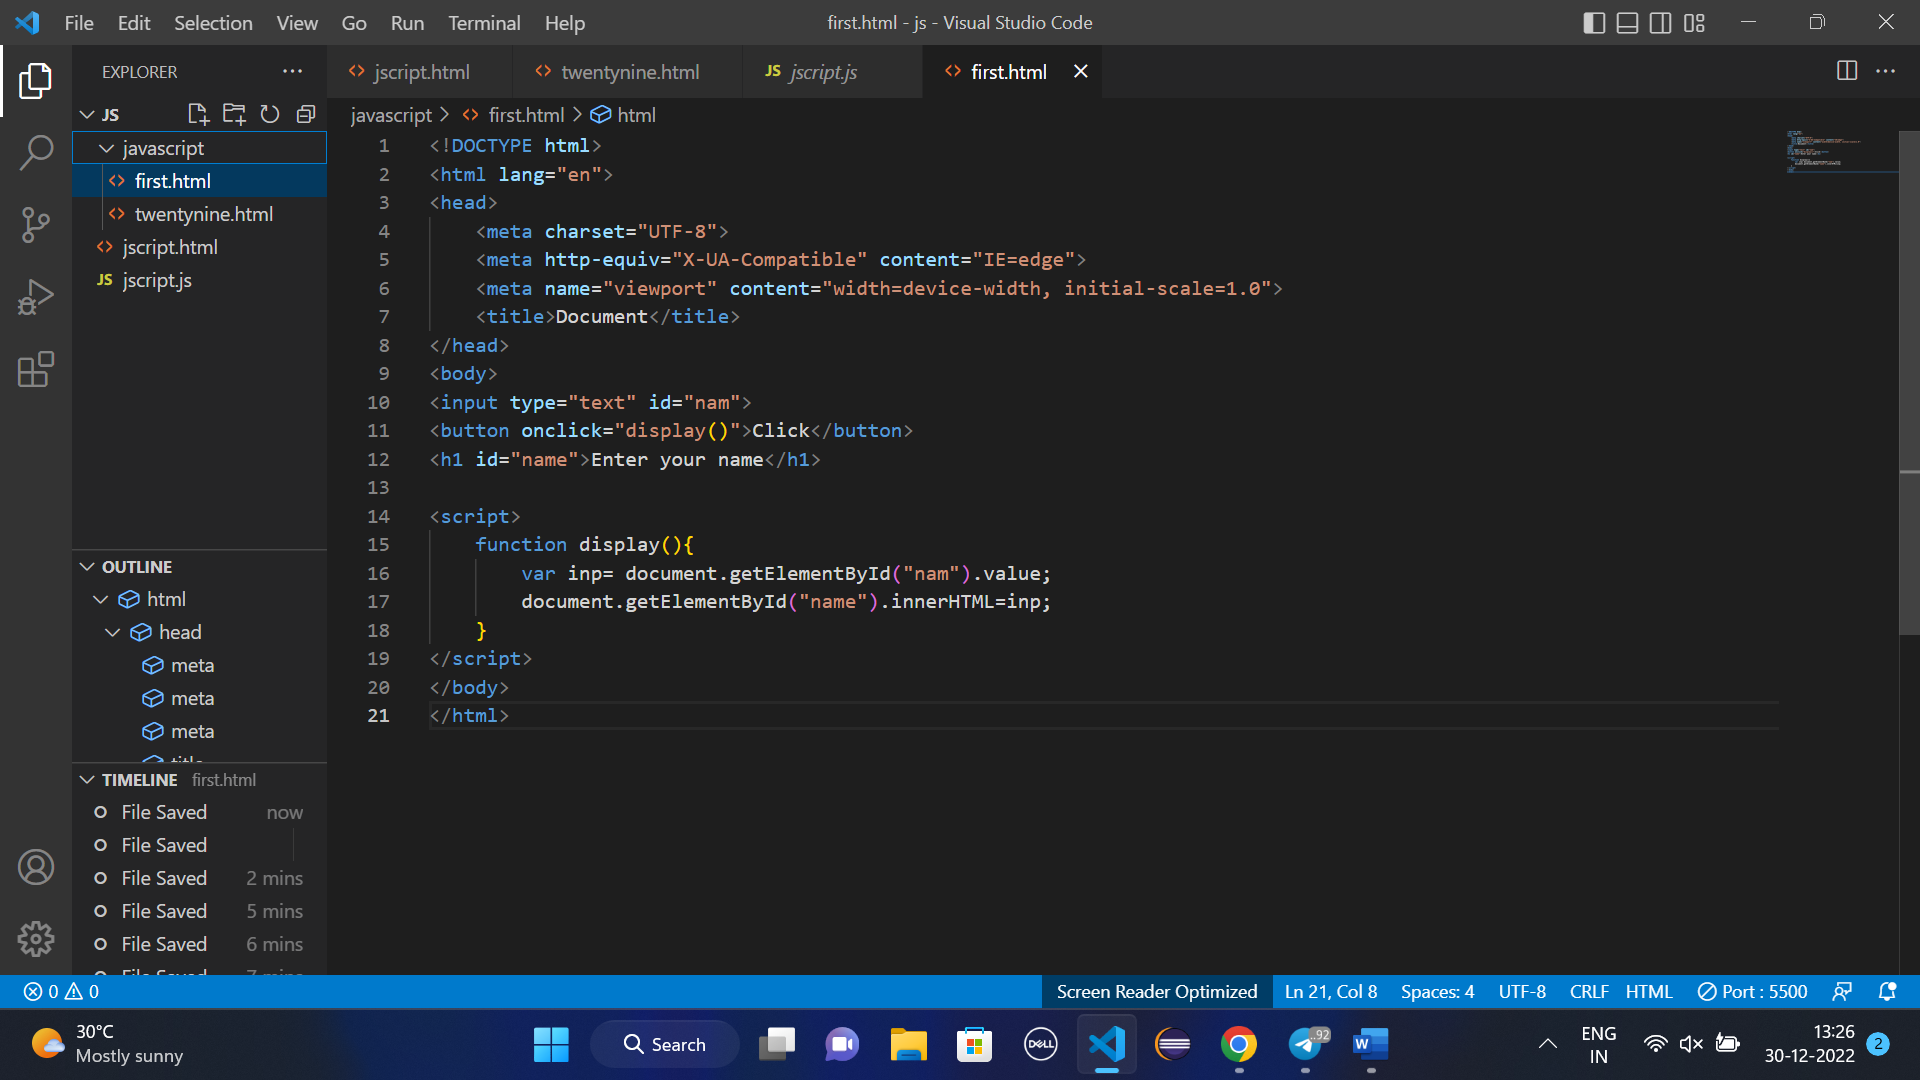 File Edit Selection View Go Run Terminal Help
first.html - js - Visual Studio Code
EXPLORER
JS
javascript
first.html
twentynine.html
jscript.html
JS jscript.js
OUTLINE
html
head
meta
meta
meta
TIMELINE first.html
File Saved now
File Saved
File Saved 2 mins
File Saved 5 mins
File Saved 6 mins
File Saved 7 mins
jscript.html
twentynine.html
JS jscript.js
first.html
javascript > first.html > html
1 <!DOCTYPE html>
2 <html lang="en">
3 <head>
4 <meta charset="UTF-8">
5 <meta http-equiv="X-UA-Compatible" content="IE=edge">
6 <meta name="viewport" content="width=device-width, initial-scale=1.0">
7 <title>Document</title>
8 </head>
9 <body>
10 <input type="text" id="nam">
11 <button onclick="display()">Click</button>
12 <h1 id="name">Enter your name</h1>
13
14 <script>
15 function display(){
16 var inp= document.getElementById("nam").value;
17 document.getElementById("name").innerHTML=inp;
18 }
19 </script>
20 </body>
21 </html>
0 0
Screen Reader Optimized
Ln 21, Col 8
Spaces: 4
UTF-8
CRLF
HTML
Port : 5500
30°C
Mostly sunny
Search
DELL
.92
W
ENG
IN
13:26
30-12-2022
2